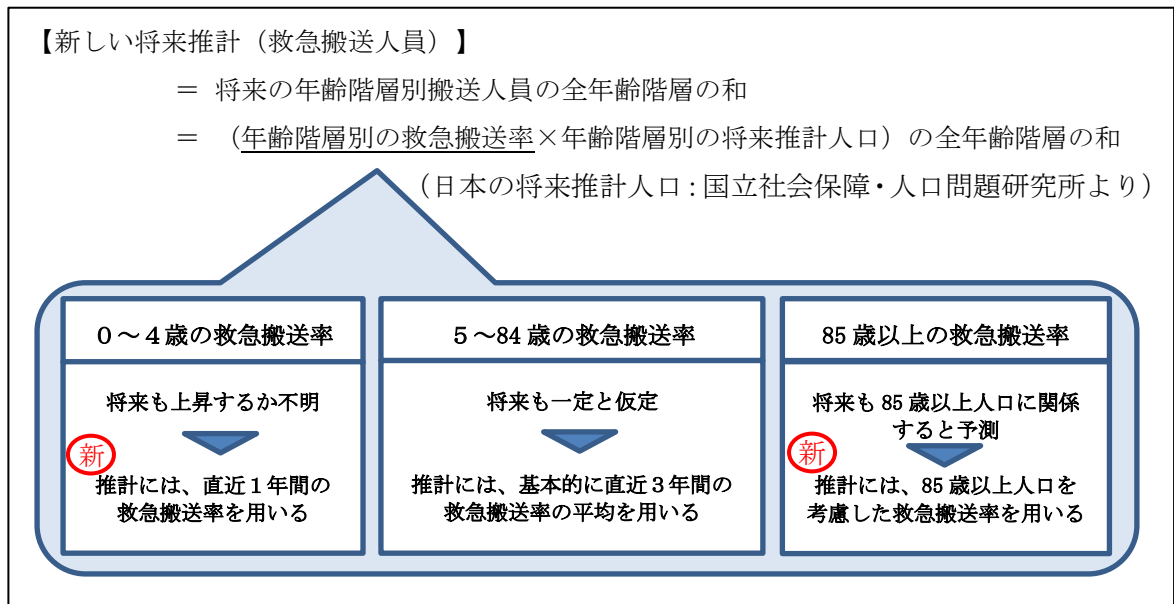 【新しい将来推計（救急搬送人員）】
＝ 将来の年齢階層別搬送人員の全年齢階層の和
＝ （年齢階層別の救急搬送率×年齢階層別の将来推計人口）の全年齢階層の和
（日本の将来推計人口：国立社会保障・人口問題研究所より）
０～４歳の救急搬送率
将来も上昇するか不明
新
推計には、直近１年間の
救急搬送率を用いる
５～84 歳の救急搬送率
将来も一定と仮定
推計には、基本的に直近３年間の
救急搬送率の平均を用いる
85 歳以上の救急搬送率
将来も 85 歳以上人口に関係
すると予測
新
推計には、85 歳以上人口を
考慮した救急搬送率を用いる